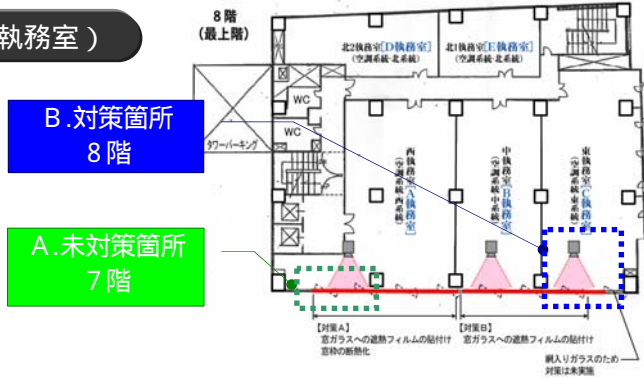 執務室）
8階
（最上階）
北2執務室［D執務室］
（空調系統-北系統）
北1執務室［E執務室］
（空調系統-北系統）
WC
WC
タワーパーキング
B.対策箇所
8階
A.未対策箇所
7階
西執務室［A執務室］
（空調系統-西系統）
中執務室［B執務室］
（空調系統-中系統）
東執務室［C執務室］
（空調系統-東系統）
【対策A】
窓ガラスへの遮熱フィルムの貼付け
窓枠の断熱化
【対策B】
窓ガラスへの遮熱フィルムの貼付け
網入りガラスのため
対策は未実施